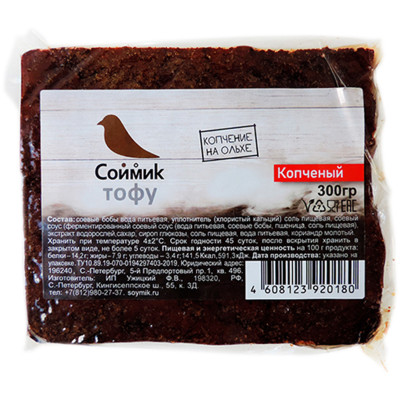 КОПЧЕНИЕ
НА ОЛЬХЕ
Соймик
тофу
Копченый
300гр
Состав: соевые бобы вода питьевая, уплотнитель (хлористый кальций) соль пищевая, соевый
соус (ферментированный соевый соус (вода питьевая, соевые бобы, пшеница, соль пищевая),
экстракт водорослей, сахар, сироп глюкозы, соль пищевая, вода питьевая, кориандр молотый.
Хранить при температуре 4±2°С. Срок годности 45 суток, после вскрытия хранить в
закрытом виде, не более 5 суток. Пищевая и энергетическая ценность на 100 г продукта:
белки - 14,2г; жиры - 7,9 г; углеводы – 3,4г;141,5Ккал,591,3кДж. Дата производства: указано на
упаковке. ТУ10.89.19-070-0194297403-2019. Юридический адрес:
196240, С.-Петербург, 5-й Предпортовый пр.1, кв. 496.
ИП Ужицкий Ф.В., 198320, РФ,
С.-Петербург, Кингисеппское ш., 55, к. 3Д.
тел: +7(812)980-27-37. soymik.ru
4 608123 920180